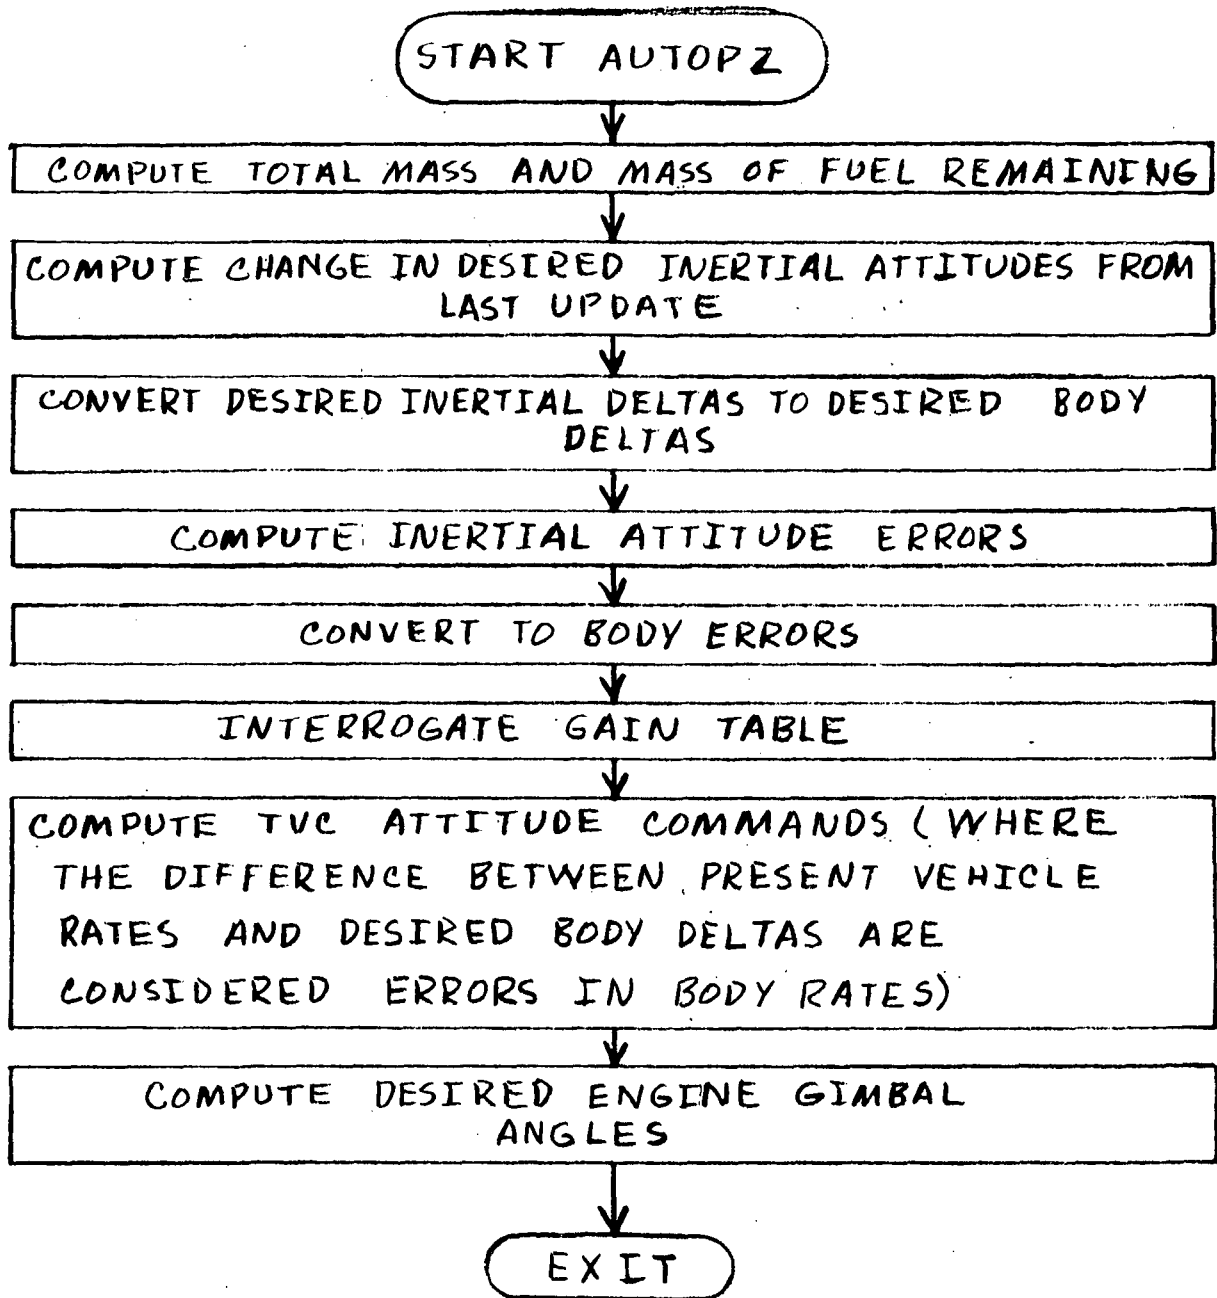 START AUTOPZ
COMPUTE TOTAL MASS AND MASS OF FUEL REMAINING
COMPUTE CHANGE IN DESIRED INERTIAL ATTITUDES FROM
LAST UPDATE
CONVERT DESIRED INERTIAL DELTAS TO DESIRED BODY
DELTAS
COMPUTE INERTIAL ATTITUDE ERRORS
CONVERT TO BODY ERRORS
INTERROGATE GAIN TABLE
COMPUTE TVC ATTITUDE COMMANDS (WHERE
THE DIFFERENCE BETWEEN PRESENT VEHICLE
RATES AND DESIRED BODY DELTAS ARE
CONSIDERED ERRORS IN BODY RATES)
COMPUTE DESIRED ENGINE GIMBAL
ANGLES
EXIT